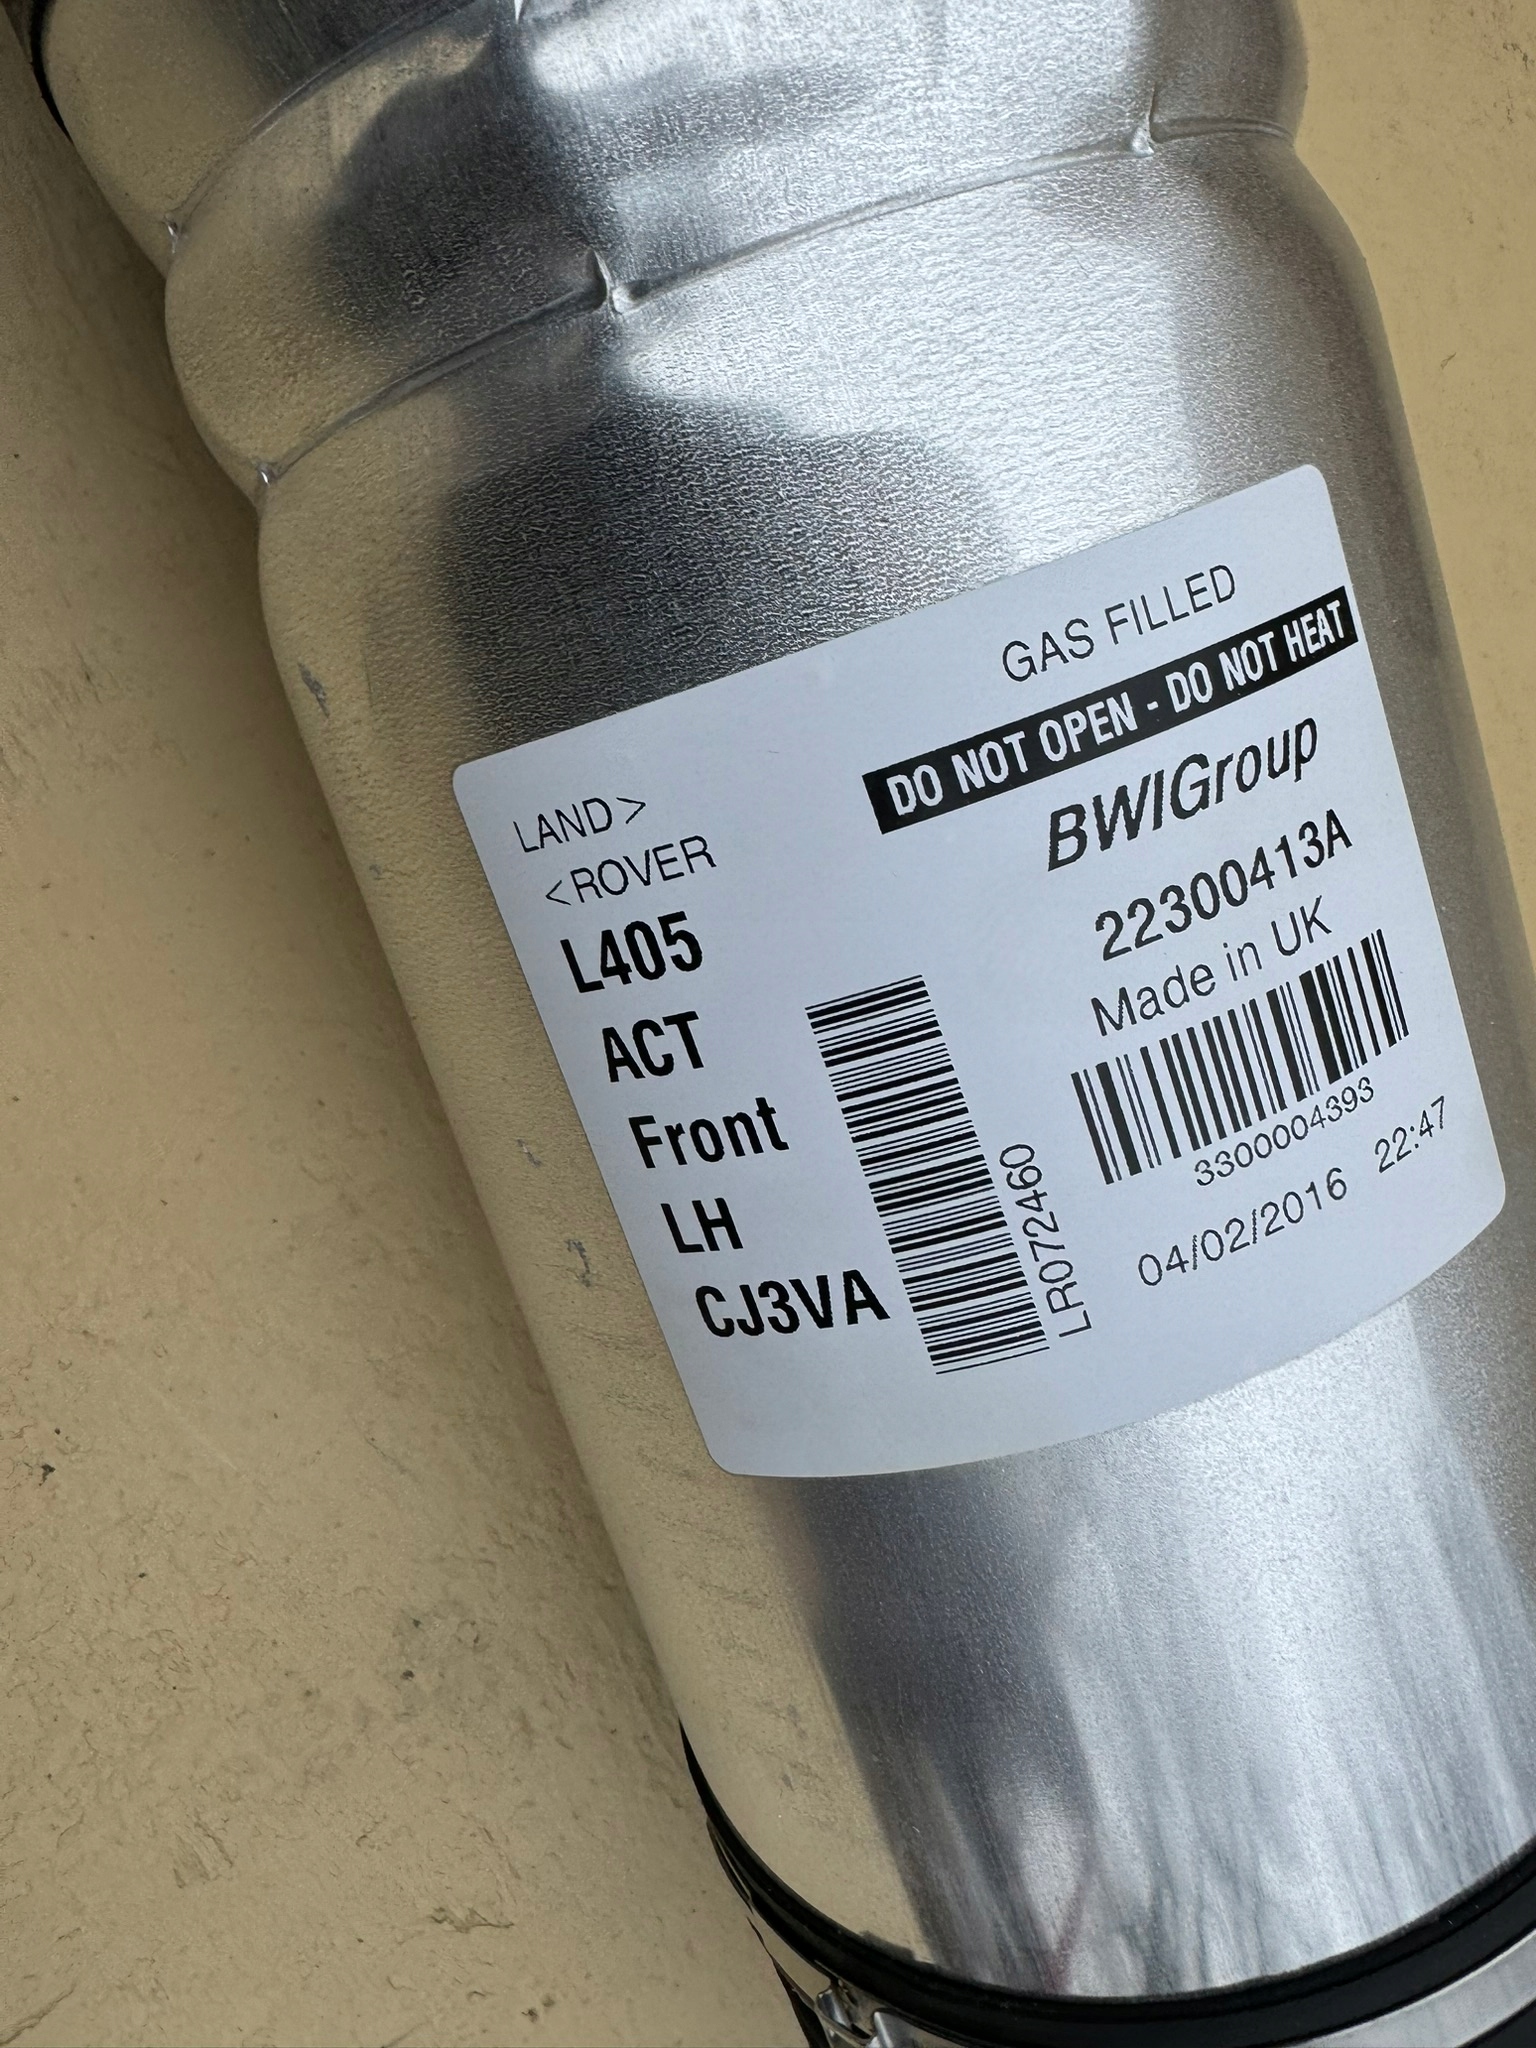 GAS FILLED
DO NOT OPEN - DO NOT HEAT
LAND>
<ROVER
L405
ACT
Front
LH
CJ3VA
LR072460
BWIGroup
22300413A
Made in UK
3300004393
04/02/2016 22:47